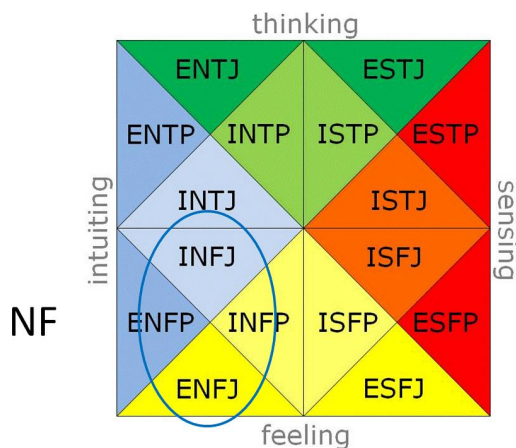 thinking
ENTJ ESTJ
ENTP INTP ISTP ESTP
INTJ ISTJ
intuiting
sensing
INFJ ISFJ
NF
ENFP INFP ISFP ESFP
ENFJ ESFJ
feeling